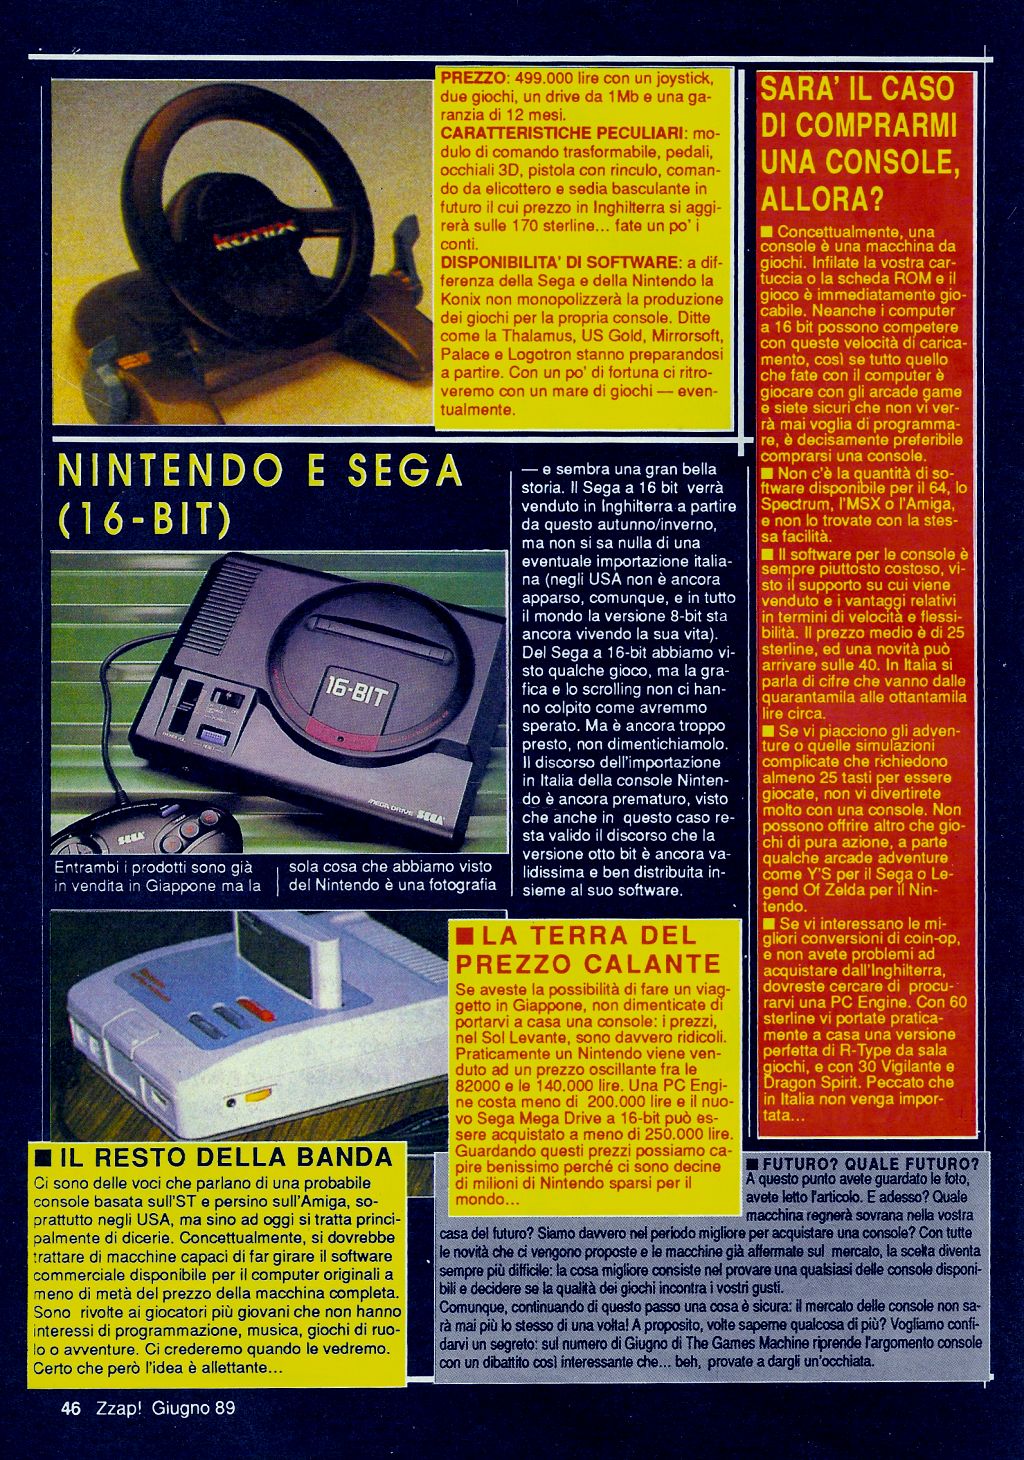 PREZZO: 499.000 lire con un joystick,
due giochi, un drive da 1Mb e una ga-
ranzia di 12 mesi.
CARATTERISTICHE PECULIARI: mo-
dulo di comando trasformabile, pedali,
occhiali 3D, pistola con rinculo, coman-
do da elicottero e sedia basculante in
futuro il cui prezzo in Inghilterra si aggi-
rerà sulle 170 sterline... fate un po' i
conti.
DISPONIBILITA' DI SOFTWARE: a dif-
ferenza della Sega e della Nintendo la
Konix non monopolizzerà la produzione
dei giochi per la propria console. Ditte
come la Thalamus, US Gold, Mirrorsoft,
Palace e Logotron stanno preparandosi
a partire. Con un po' di fortuna ci ritro-
veremo con un mare di giochi — even-
tualmente.
KONIX
NINTENDO E SEGA
(16-BIT)
16-BIT
MEGA DRIVE SEGA
SEGA
Entrambi i prodotti sono già
in vendita in Giappone ma la
sola cosa che abbiamo visto
del Nintendo è una fotografia
— e sembra una gran bella
storia. Il Sega a 16 bit verrà
venduto in Inghilterra a partire
da questo autunno/inverno,
ma non si sa nulla di una
eventuale importazione italia-
na (negli USA non è ancora
apparso, comunque, e in tutto
il mondo la versione 8-bit sta
ancora vivendo la sua vita).
Del Sega a 16-bit abbiamo vi-
sto qualche gioco, ma la gra-
fica e lo scrolling non ci han-
no colpito come avremmo
sperato. Ma è ancora troppo
presto, non dimentichiamolo.
Il discorso dell'importazione
in Italia della console Ninten-
do è ancora prematuro, visto
che anche in questo caso re-
sta valido il discorso che la
versione otto bit è ancora va-
lidissima e ben distribuita in-
sieme al suo software.
SARA' IL CASO
DI COMPRARMI
UNA CONSOLE,
ALLORA?
■ Concettualmente, una
console è una macchina da
giochi. Infilate la vostra car-
tuccia o la scheda ROM e il
gioco è immediatamente gio-
cabile. Neanche i computer
a 16 bit possono competere
con queste velocità di carica-
mento, così se tutto quello
che fate con il computer è
giocare con gli arcade game
e siete sicuri che non vi ver-
rà mai voglia di programma-
re, è decisamente preferibile
comprarsi una console.
■ Non c'è la quantità di so-
ftware disponibile per il 64, lo
Spectrum, l'MSX o l'Amiga,
e non lo trovate con la stes-
sa facilità.
■ Il software per le console è
sempre piuttosto costoso, vi-
sto il supporto su cui viene
venduto e i vantaggi relativi
in termini di velocità e flessi-
bilità. Il prezzo medio è di 25
sterline, ed una novità può
arrivare sulle 40. In Italia si
parla di cifre che vanno dalle
quarantamila alle ottantamila
lire circa.
■ Se vi piacciono gli adven-
ture o quelle simulazioni
complicate che richiedono
almeno 25 tasti per essere
giocate, non vi divertirete
molto con una console. Non
possono offrire altro che gio-
chi di pura azione, a parte
qualche arcade adventure
come Y'S per il Sega o Le-
gend Of Zelda per il Nin-
tendo.
■ Se vi interessano le mi-
gliori conversioni di coin-op,
e non avete problemi ad
acquistare dall'Inghilterra,
dovreste cercare di procu-
rarvi una PC Engine. Con 60
sterline vi portate pratica-
mente a casa una versione
perfetta di R-Type da sala
giochi, e con 30 Vigilante e
Dragon Spirit. Peccato che
in Italia non venga impor-
tata...
■ LA TERRA DEL
PREZZO CALANTE
Se aveste la possibilità di fare un viag-
getto in Giappone, non dimenticate di
portarvi a casa una console: i prezzi,
nel Sol Levante, sono davvero ridicoli.
Praticamente un Nintendo viene ven-
duto ad un prezzo oscillante fra le
82000 e le 140.000 lire. Una PC Engi-
ne costa meno di 200.000 lire e il nuo-
vo Sega Mega Drive a 16-bit può es-
sere acquistato a meno di 250.000 lire.
Guardando questi prezzi possiamo ca-
pire benissimo perché ci sono decine
di milioni di Nintendo sparsi per il
mondo...
■ IL RESTO DELLA BANDA
Ci sono delle voci che parlano di una probabile
console basata sull'ST e persino sull'Amiga, so-
prattutto negli USA, ma sino ad oggi si tratta princi-
palmente di dicerie. Concettualmente, si dovrebbe
trattare di macchine capaci di far girare il software
commerciale disponibile per il computer originali a
meno di metà del prezzo della macchina completa.
Sono rivolte ai giocatori più giovani che non hanno
interessi di programmazione, musica, giochi di ruo-
lo o avventure. Ci crederemo quando le vedremo.
Certo che però l'idea è allettante...
■ FUTURO? QUALE FUTURO?
A questo punto avete guardato le foto,
avete letto l'articolo. E adesso? Quale
macchina regnerà sovrana nella vostra
casa del futuro? Siamo davvero nel periodo migliore per acquistare una console? Con tutte
le novità che ci vengono proposte e le macchine già affermate sul mercato, la scelta diventa
sempre più difficile: la cosa migliore consiste nel provare una qualsiasi delle console disponi-
bili e decidere se la qualità dei giochi incontra i vostri gusti.
Comunque, continuando di questo passo una cosa è sicura: il mercato delle console non sa-
rà mai più lo stesso di una volta! A proposito, volte saperne qualcosa di più? Vogliamo confi-
darvi un segreto: sul numero di Giugno di The Games Machine riprende l'argomento console
con un dibattito così interessante che... beh, provate a dargli un'occhiata.
46 Zzap! Giugno 89